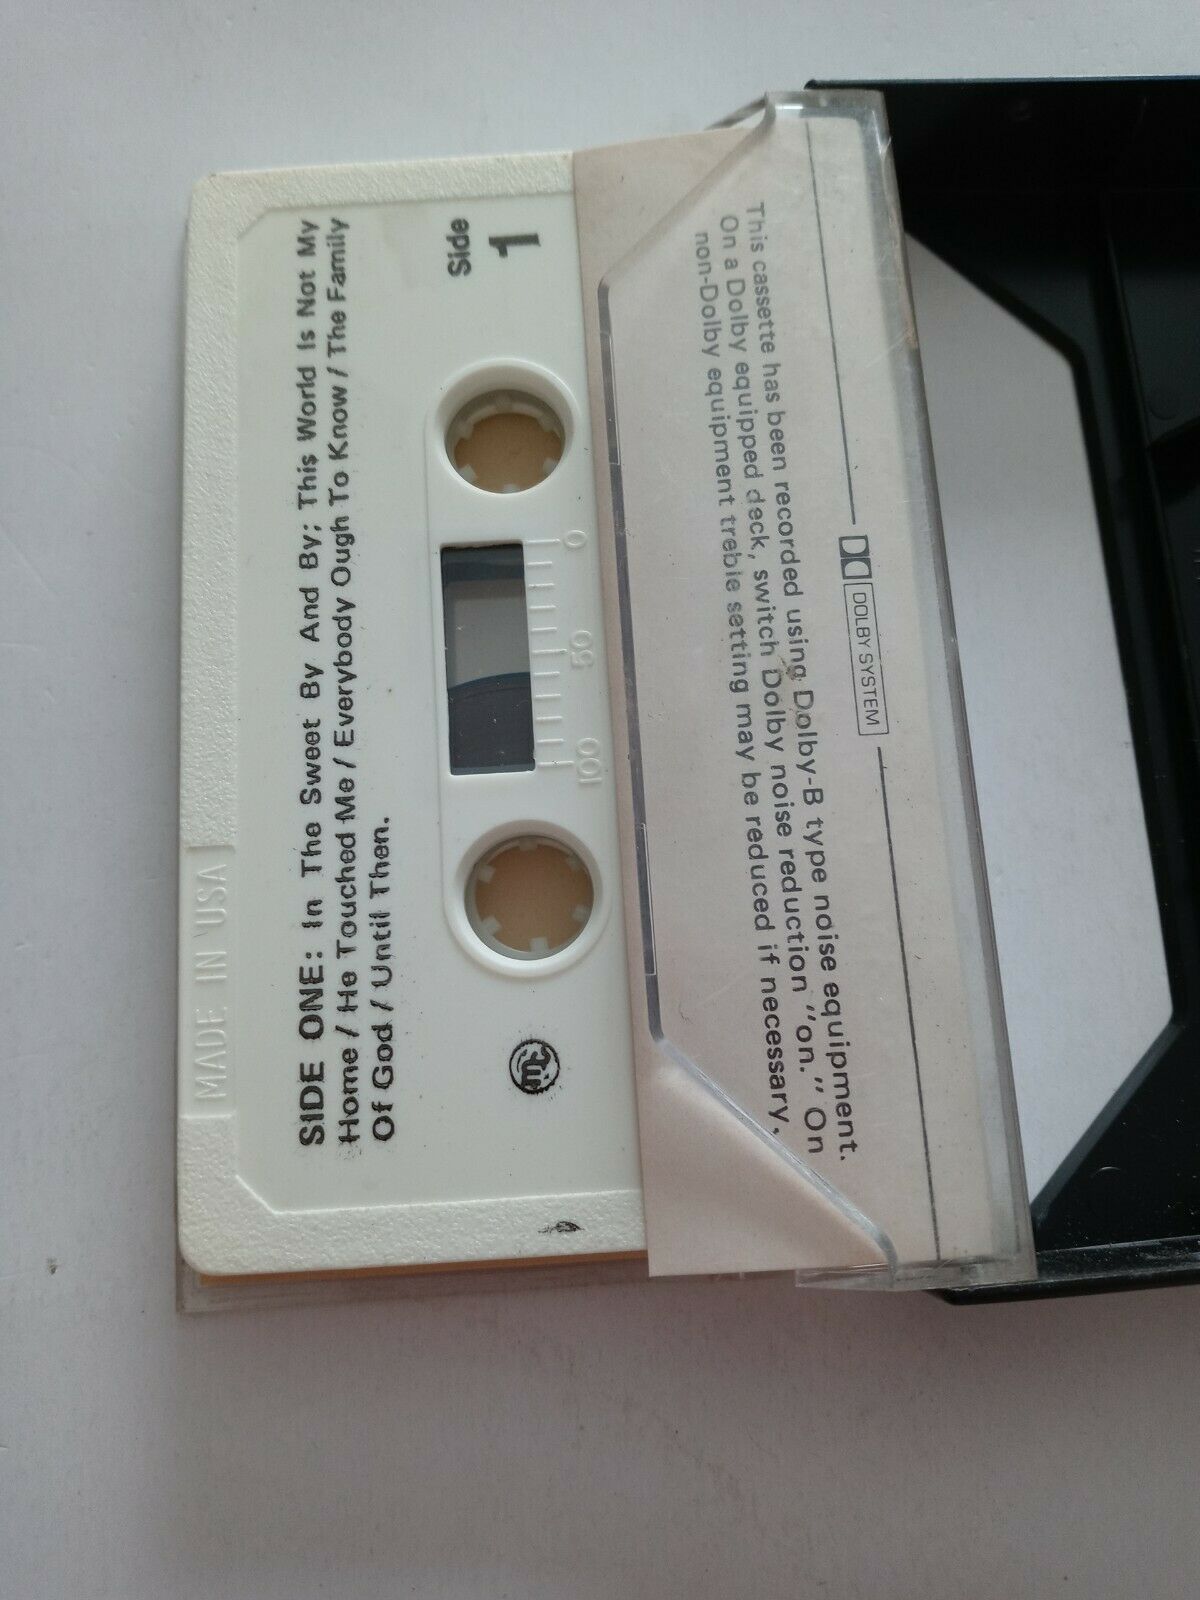 SIDE ONE: In The Sweet By And By; This World Is Not My
Home / He Touched Me / Everybody Ough To Know / The Family
Of God / Until Then.
Side
1
0 50 100
MADE IN USA
DOLBY SYSTEM
This cassette has been recorded using Dolby-B type noise equipment.
On a Dolby equipped deck, switch Dolby noise reduction "on." On
non-Dolby equipment treble setting may be reduced if necessary.